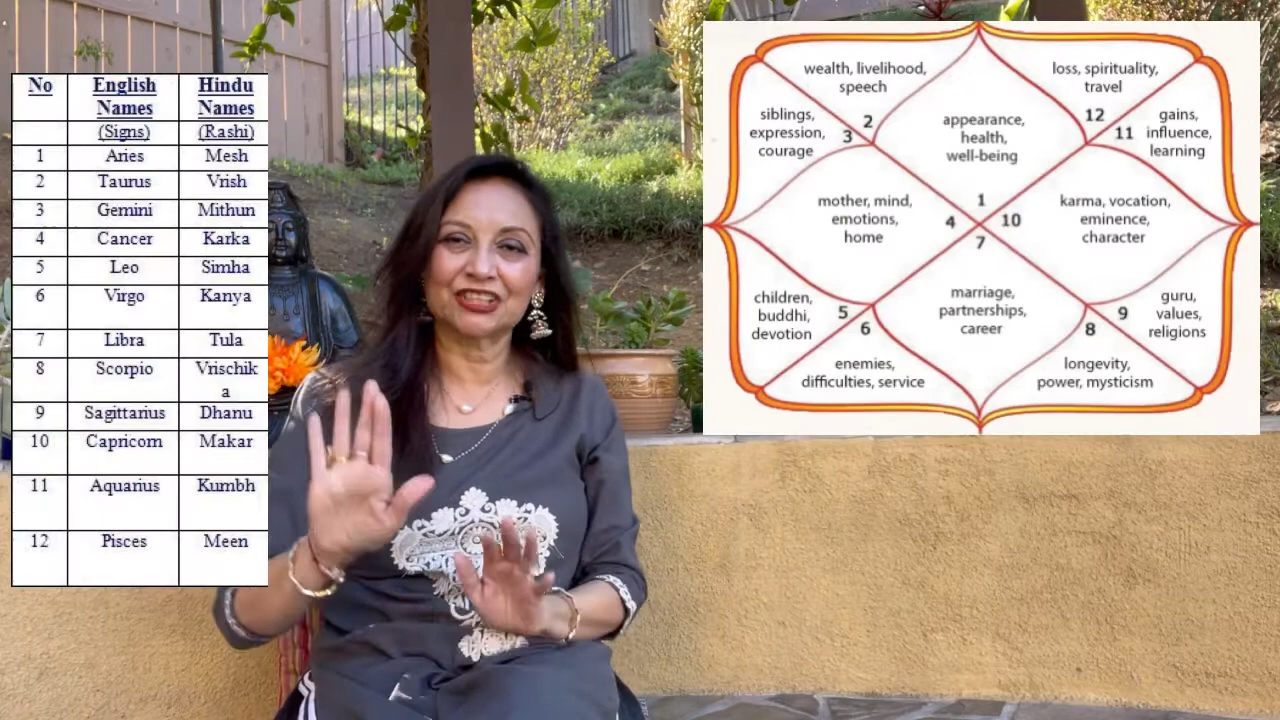 No English Hindu
Names Names
(Signs) (Rashi)
1 Aries Mesh
2 Taurus Vrish
3 Gemini Mithun
4 Cancer Karka
5 Leo Simha
6 Virgo Kanya
7 Libra Tula
8 Scorpio Vrischik
a
9 Sagittarius Dhanu
10 Capricorn Makar
11 Aquarius Kumbh
12 Pisces Meen
wealth, livelihood,
speech
2
loss, spirituality,
travel
12
siblings,
expression,
courage
3
appearance,
health,
well-being
1
11
gains,
influence,
learning
mother, mind,
emotions,
home
4
10
karma, vocation,
eminence,
character
7
marriage,
partnerships,
career
children,
buddhi,
devotion
5
6
enemies,
difficulties, service
9
guru,
values,
religions
8
longevity,
power, mysticism